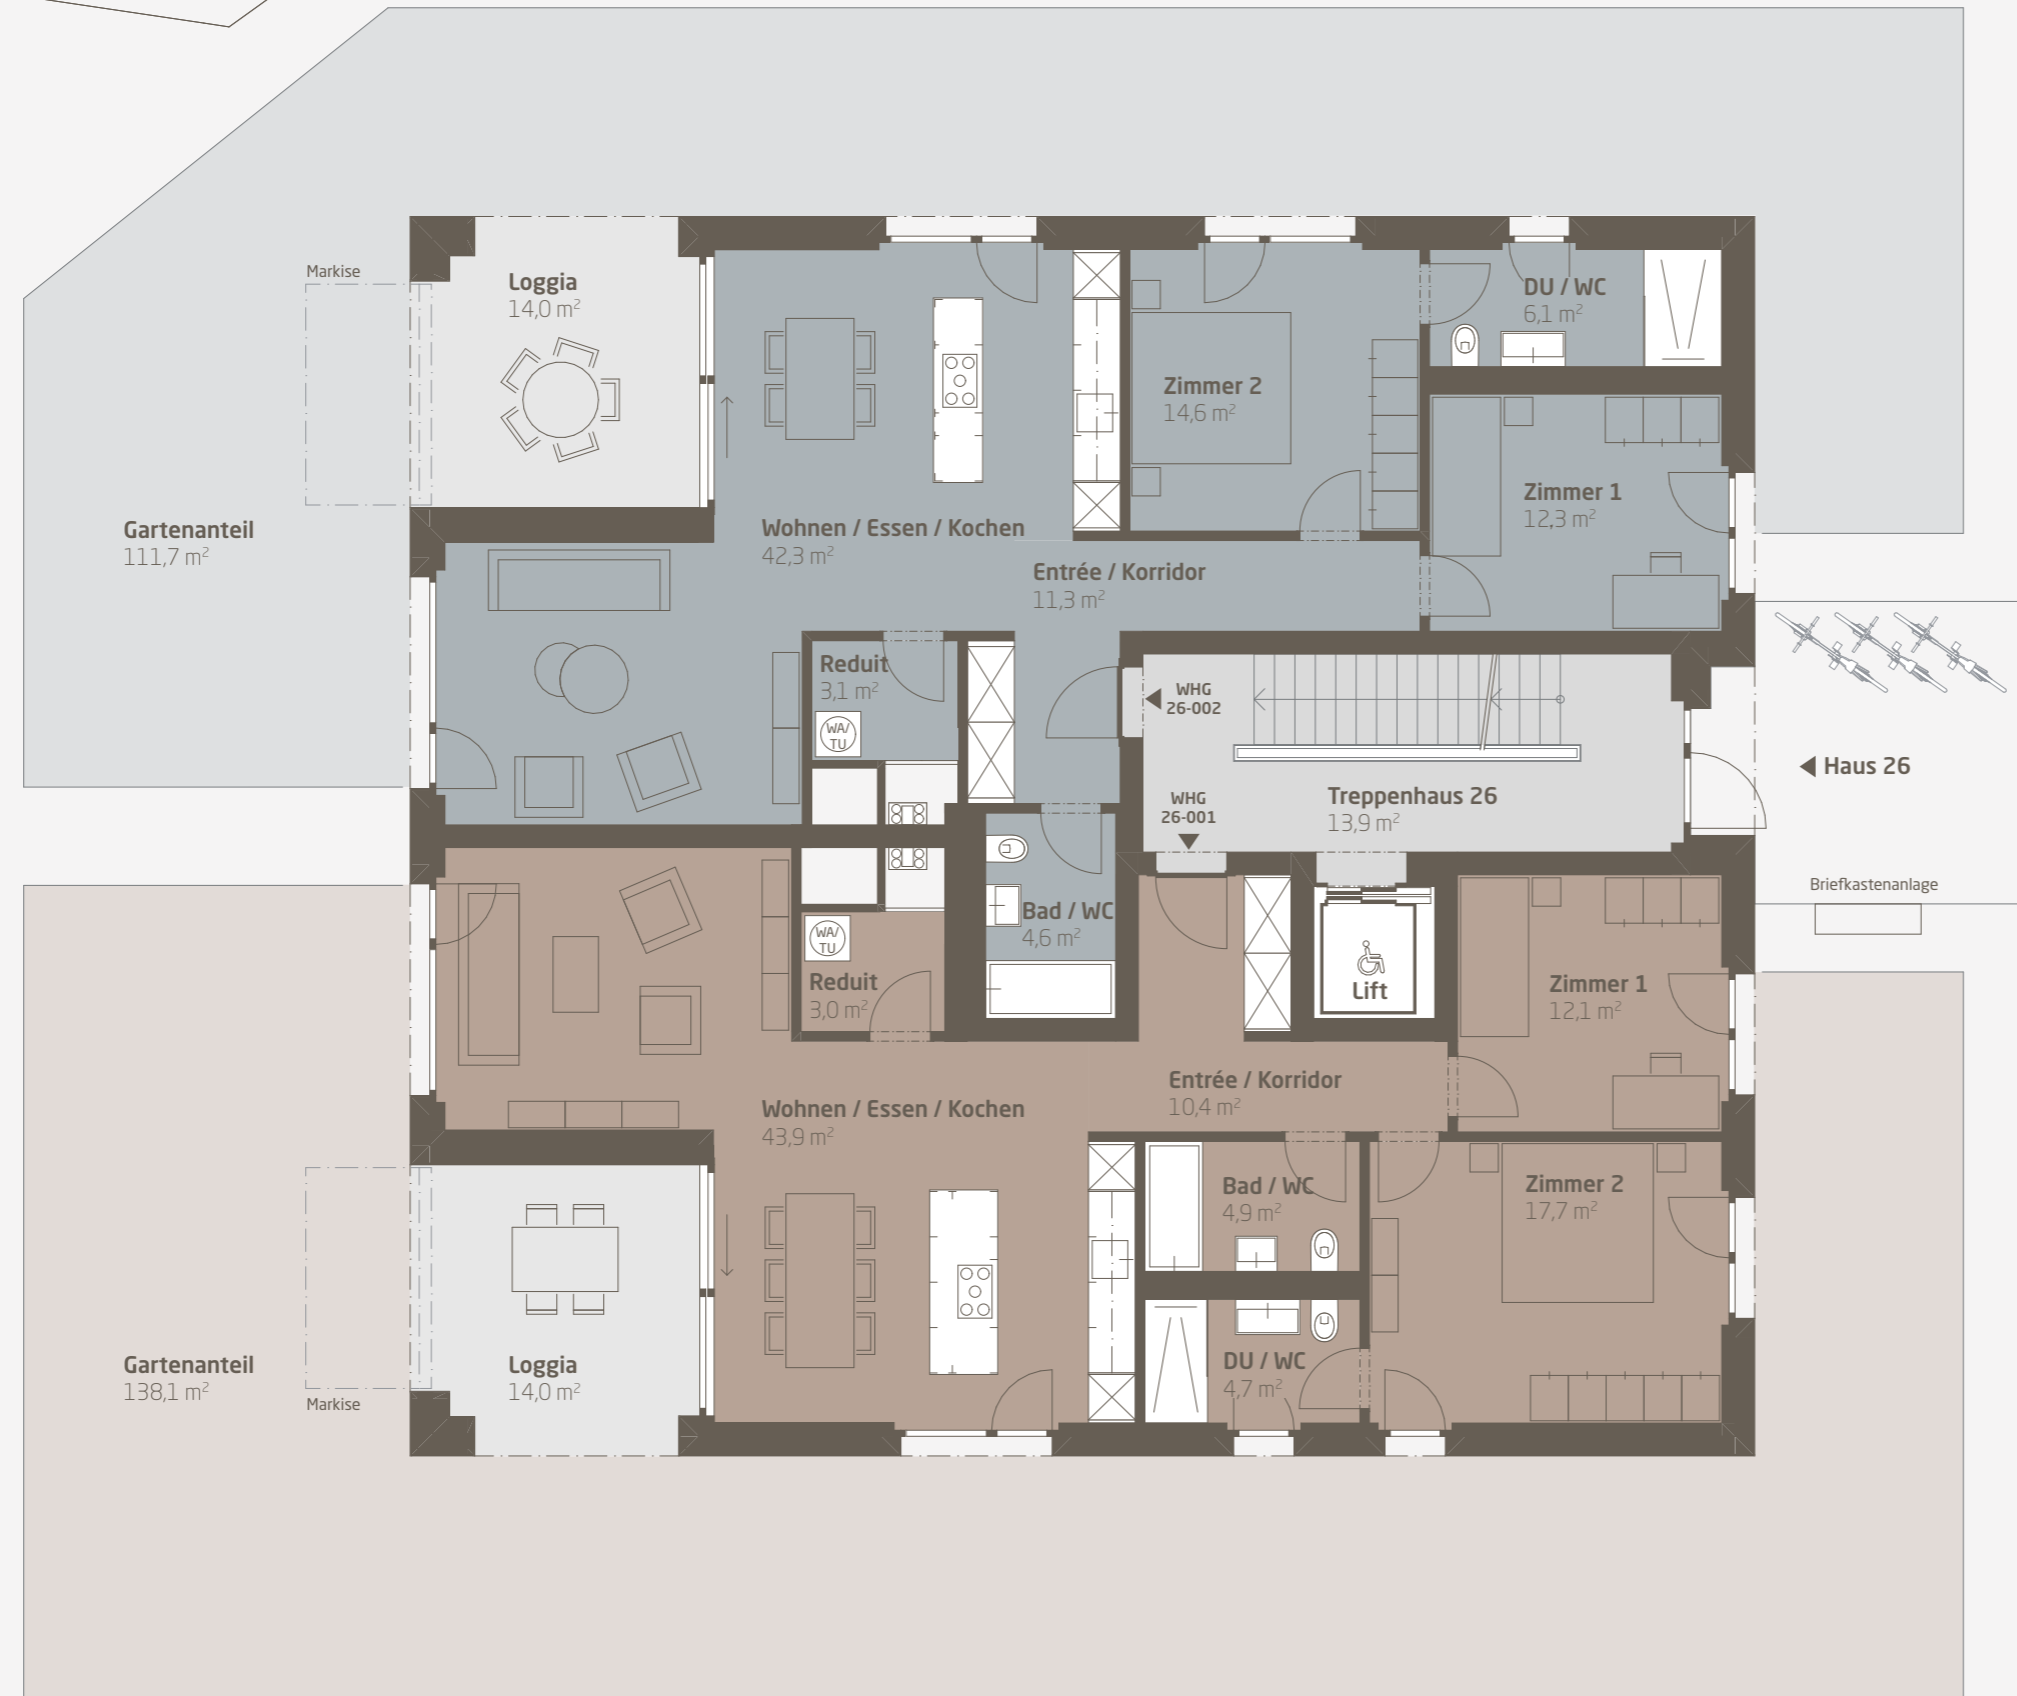 Markise
Loggia
14,0 m²
DU / WC
6,1 m²
Zimmer 2
14,6 m²
Zimmer 1
12,3 m²
Gartenanteil
111,7 m²
Wohnen / Essen / Kochen
42,3 m²
Entrée / Korridor
11,3 m²
Reduit
3,1 m²
WA/
TU
WHG
26-002
Haus 26
WHG
26-001
Treppenhaus 26
13,9 m²
Briefkastenanlage
Bad / WC
4,6 m²
WA/
TU
Reduit
3,0 m²
Lift
Zimmer 1
12,1 m²
Entrée / Korridor
10,4 m²
Wohnen / Essen / Kochen
43,9 m²
Bad / WC
4,9 m²
Zimmer 2
17,7 m²
Gartenanteil
138,1 m²
Markise
Loggia
14,0 m²
DU / WC
4,7 m²